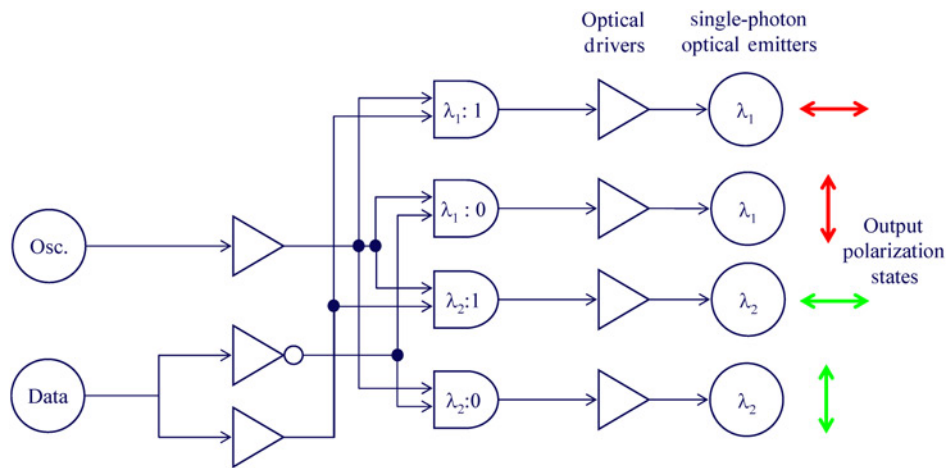 Optical
drivers
single-photon
optical emitters
λ₁: 1
λ₁
λ₁ : 0
λ₁
Osc.
Output
polarization
states
λ₂:1
λ₂
Data
λ₂:0
λ₂